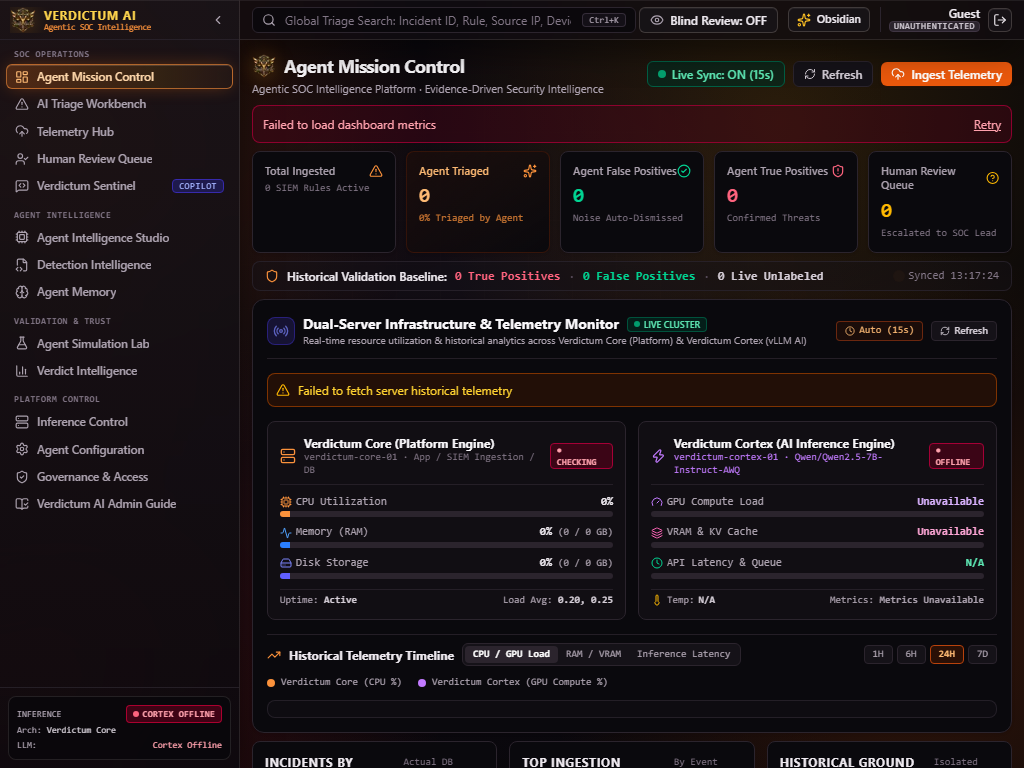 VERDICTUM AI
Agentic SOC Intelligence
SOC OPERATIONS
Agent Mission Control
AI Triage Workbench
Telemetry Hub
Human Review Queue
Verdictum Sentinel COPILOT
AGENT INTELLIGENCE
Agent Intelligence Studio
Detection Intelligence
Agent Memory
VALIDATION & TRUST
Agent Simulation Lab
Verdict Intelligence
PLATFORM CONTROL
Inference Control
Agent Configuration
Governance & Access
Verdictum AI Admin Guide
INFERENCE CORTEX OFFLINE
Arch: Verdictum Core
LLM: Cortex Offline
Global Triage Search: Incident ID, Rule, Source IP, Devi Ctrl+K
Blind Review: OFF
Obsidian
Guest
UNAUTHENTICATED
Agent Mission Control
Agentic SOC Intelligence Platform · Evidence-Driven Security Intelligence
Live Sync: ON (15s)
Refresh
Ingest Telemetry
Failed to load dashboard metrics Retry
Total Ingested
0 SIEM Rules Active
Agent Triaged
0
0% Triaged by Agent
Agent False Positives
0
Noise Auto-Dismissed
Agent True Positives
0
Confirmed Threats
Human Review
Queue
0
Escalated to SOC Lead
Historical Validation Baseline: 0 True Positives · 0 False Positives · 0 Live Unlabeled Synced 13:17:24
Dual-Server Infrastructure & Telemetry Monitor LIVE CLUSTER
Real-time resource utilization & historical analytics across Verdictum Core (Platform) & Verdictum Cortex (vLLM AI)
Auto (15s)
Refresh
Failed to fetch server historical telemetry
Verdictum Core (Platform Engine)
verdictum-core-01 · App / SIEM Ingestion /
DB
CHECKING
CPU Utilization 0%
Memory (RAM) 0% (0 / 0 GB)
Disk Storage 0% (0 / 0 GB)
Uptime: Active Load Avg: 0.20, 0.25
Verdictum Cortex (AI Inference Engine)
verdictum-cortex-01 · Qwen/Qwen2.5-7B-
Instruct-AWQ
OFFLINE
GPU Compute Load Unavailable
VRAM & KV Cache Unavailable
API Latency & Queue N/A
Temp: N/A Metrics: Metrics Unavailable
Historical Telemetry Timeline CPU / GPU Load RAM / VRAM Inference Latency 1H 6H 24H 7D
Verdictum Core (CPU %) Verdictum Cortex (GPU Compute %)
INCIDENTS BY Actual DB
TOP INGESTION By Event
HISTORICAL GROUND Isolated